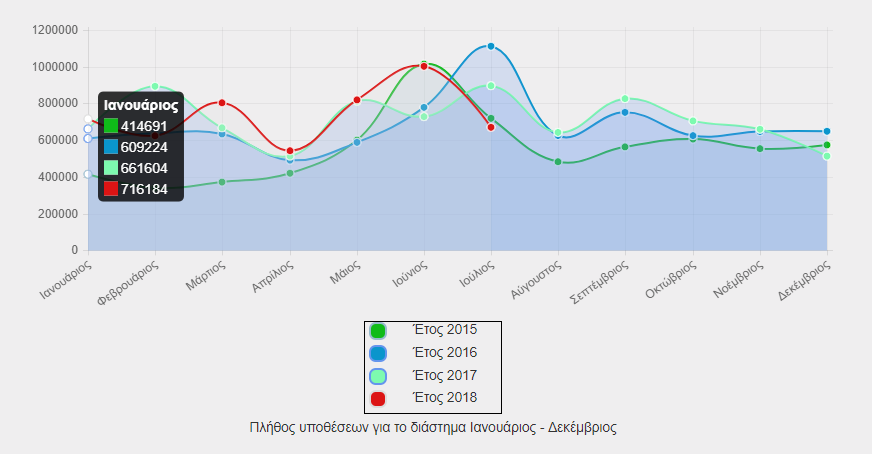 1200000
1000000
800000
600000
400000
200000
0
Ιανουάριος
414691
609224
661604
716184
Ιανουάριος
Φεβρουάριος
Μάρτιος
Απρίλιος
Μάιος
Ιούνιος
Ιούλιος
Αύγουστος
Σεπτέμβριος
Οκτώβριος
Νοέμβριος
Δεκέμβριος
Έτος 2015
Έτος 2016
Έτος 2017
Έτος 2018
Πλήθος υποθέσεων για το διάστημα Ιανουάριος - Δεκέμβριος